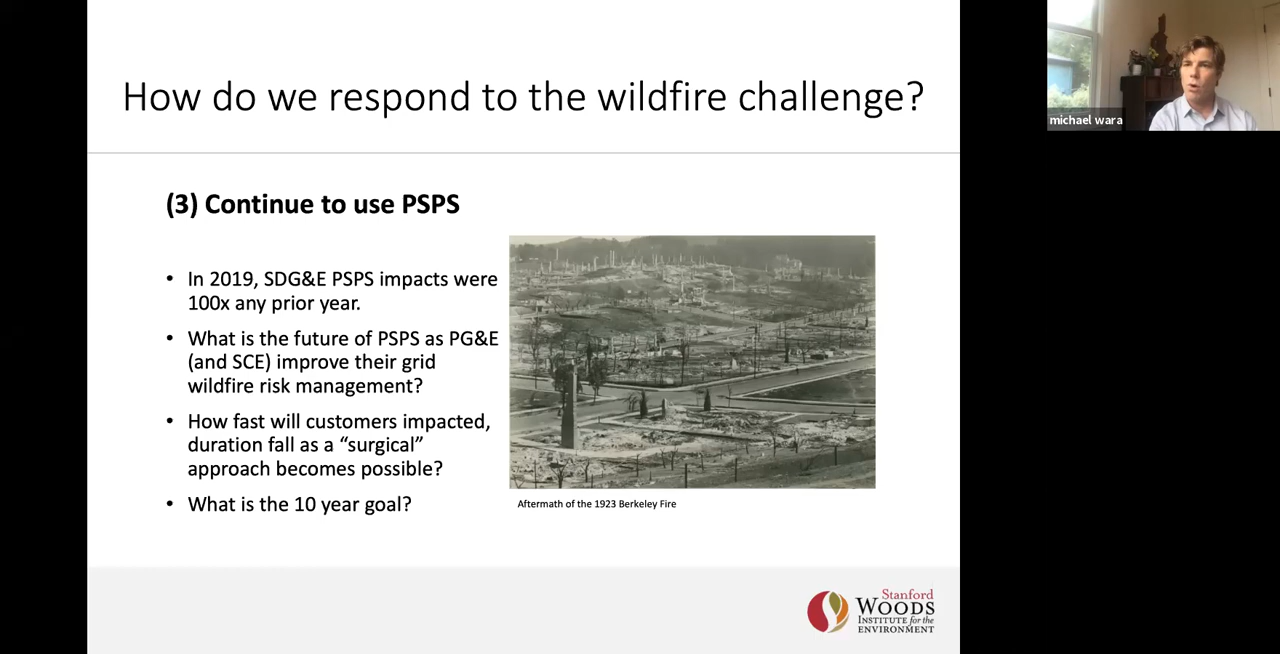 How do we respond to the wildfire challenge?
michael wara
(3) Continue to use PSPS
• In 2019, SDG&E PSPS impacts were
100x any prior year.
• What is the future of PSPS as PG&E
(and SCE) improve their grid
wildfire risk management?
• How fast will customers impacted,
duration fall as a “surgical”
approach becomes possible?
• What is the 10 year goal?
Aftermath of the 1923 Berkeley Fire
Stanford
WOODS
INSTITUTE for the
ENVIRONMENT